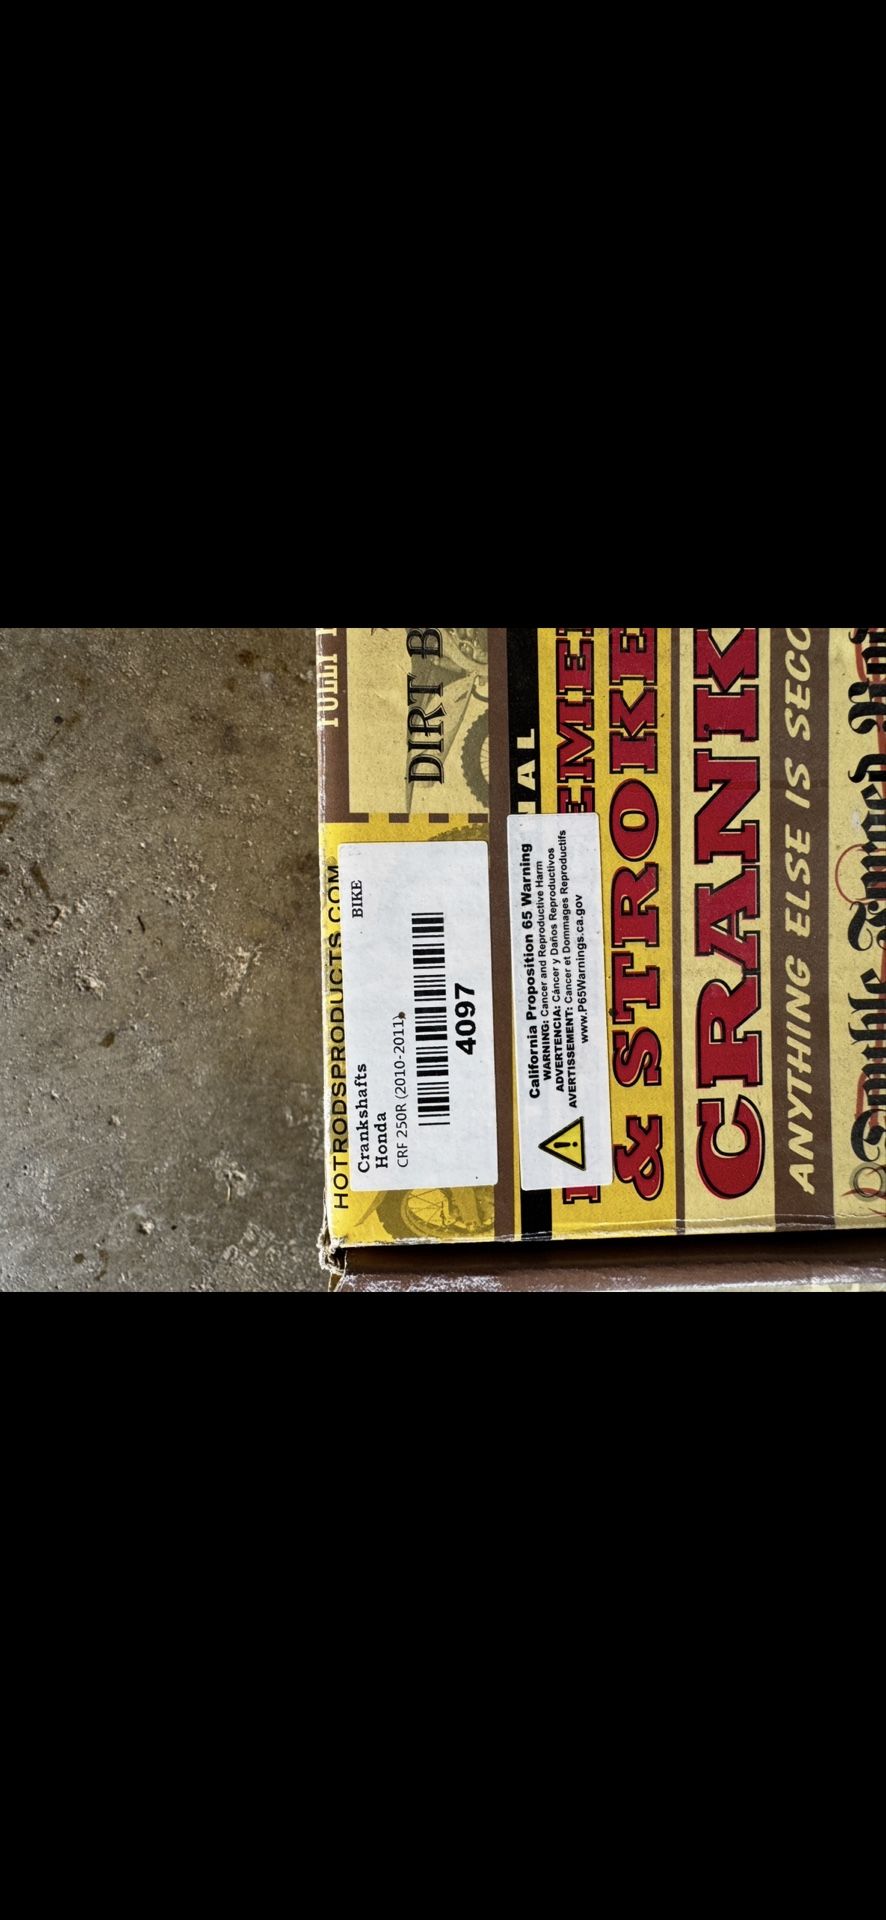 HOTRODSPRODUCTS.COM
Crankshafts
BIKE
Honda
CRF 250R (2010-2011)
4097
DIRT B
California Proposition 65 Warning
WARNING: Cancer and Reproductive Harm
ADVERTENCIA: Cáncer y Daños Reproductivos
AVERTISSEMENT: Cancer et Dommages Reproductifs
www.P65Warnings.ca.gov
& STROKE
CRANK
ANYTHING ELSE IS SECO